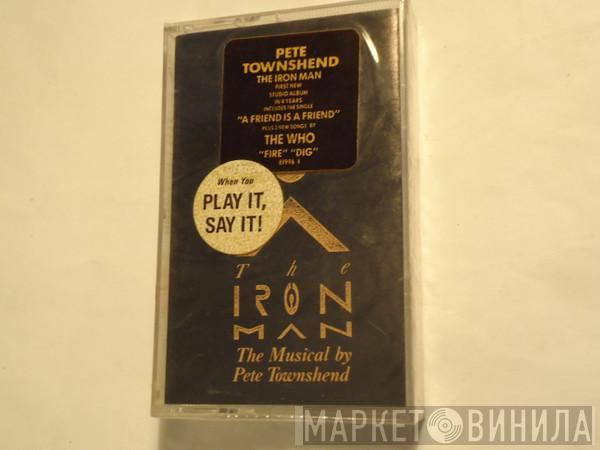 PETE
TOWNSHEND
THE IRON MAN
FIRST NEW
STUDIO ALBUM
IN 4 YEARS
INCLUDES THE SINGLE
"A FRIEND IS A FRIEND"
PLUS 2 NEW SONGS BY
THE WHO
"FIRE" "DIG"
81996-4
When You
PLAY IT,
SAY IT!
The
IRON
MAN
The Musical by
Pete Townshend
МАРКЕТ ВИНИЛА